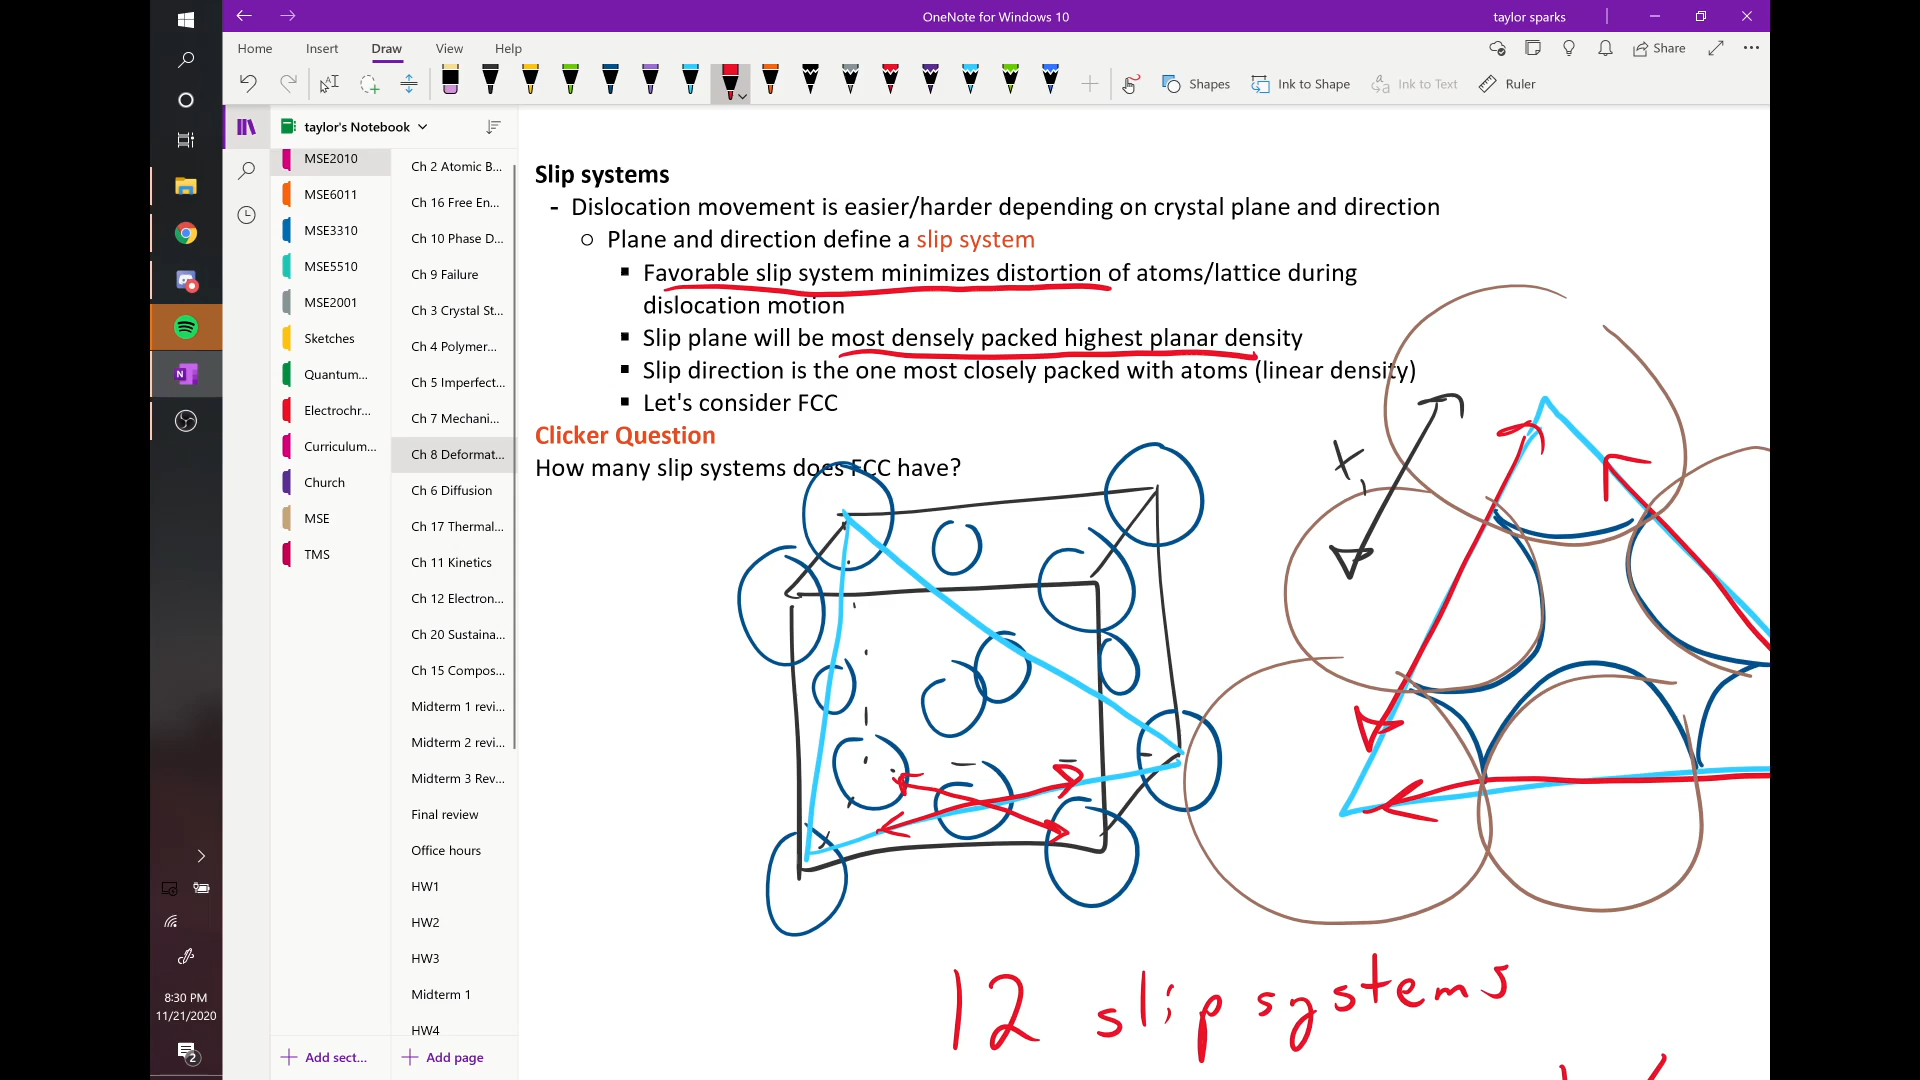 OneNote for Windows 10
taylor sparks
Home Insert Draw View Help
Share
Shapes Ink to Shape Ink to Text Ruler
taylor's Notebook
MSE2010
MSE6011
MSE3310
MSE5510
MSE2001
Sketches
Quantum...
Electrochr...
Curriculum...
Church
MSE
TMS
Add sect...
Ch 2 Atomic B...
Ch 16 Free En...
Ch 10 Phase D...
Ch 9 Failure
Ch 3 Crystal St...
Ch 4 Polymer...
Ch 5 Imperfect...
Ch 7 Mechani...
Ch 8 Deformat...
Ch 6 Diffusion
Ch 17 Thermal...
Ch 11 Kinetics
Ch 12 Electron...
Ch 20 Sustaina...
Ch 15 Compos...
Midterm 1 revi...
Midterm 2 revi...
Midterm 3 Rev...
Final review
Office hours
HW1
HW2
HW3
Midterm 1
HW4
Add page
Slip systems
- Dislocation movement is easier/harder depending on crystal plane and direction
Plane and direction define a slip system
Favorable slip system minimizes distortion of atoms/lattice during
dislocation motion
Slip plane will be most densely packed highest planar density
Slip direction is the one most closely packed with atoms (linear density)
Let's consider FCC
Clicker Question
How many slip systems does FCC have?
12 slip systems
8:30 PM
11/21/2020
2